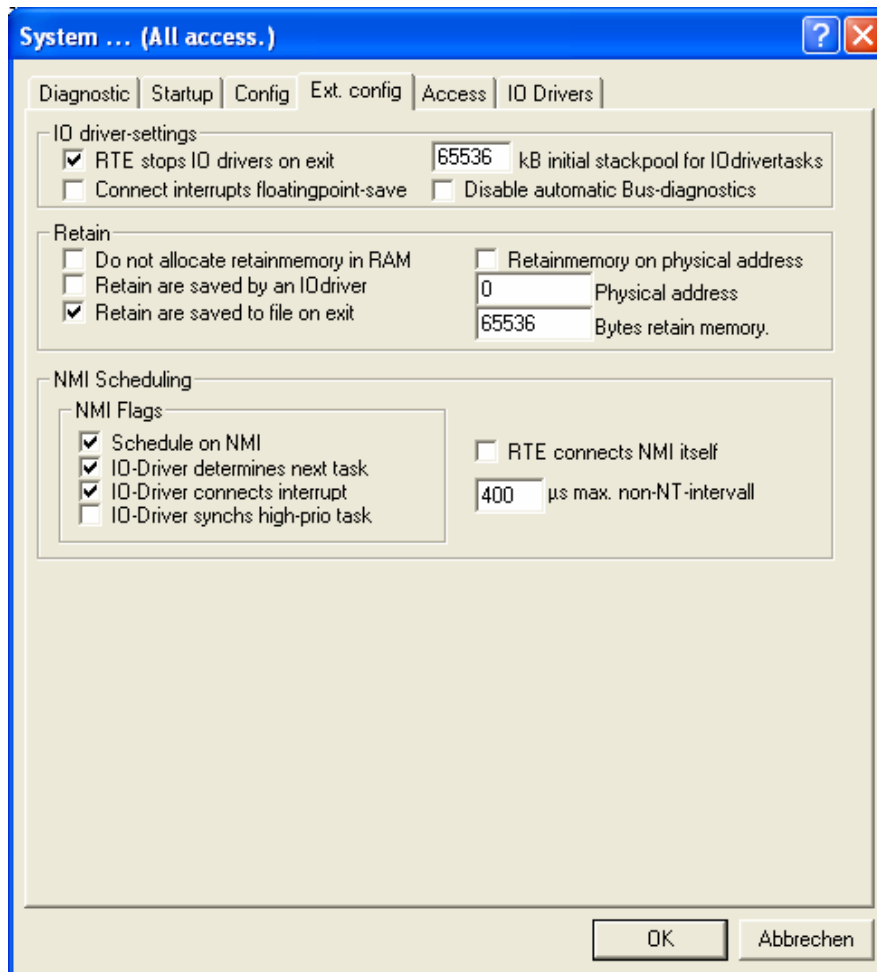 System ... (All access.)
Diagnostic Startup Config Ext. config Access IO Drivers
IO driver-settings
RTE stops IO drivers on exit 65536 kB initial stackpool for IOdrivertasks
Connect interrupts floatingpoint-save Disable automatic Bus-diagnostics
Retain
Do not allocate retainmemory in RAM Retainmemory on physical address
Retain are saved by an IOdriver 0 Physical address
Retain are saved to file on exit 65536 Bytes retain memory.
NMI Scheduling
NMI Flags
Schedule on NMI RTE connects NMI itself
IO-Driver determines next task
IO-Driver connects interrupt 400 µs max. non-NT-intervall
IO-Driver synchs high-prio task
OK Abbrechen